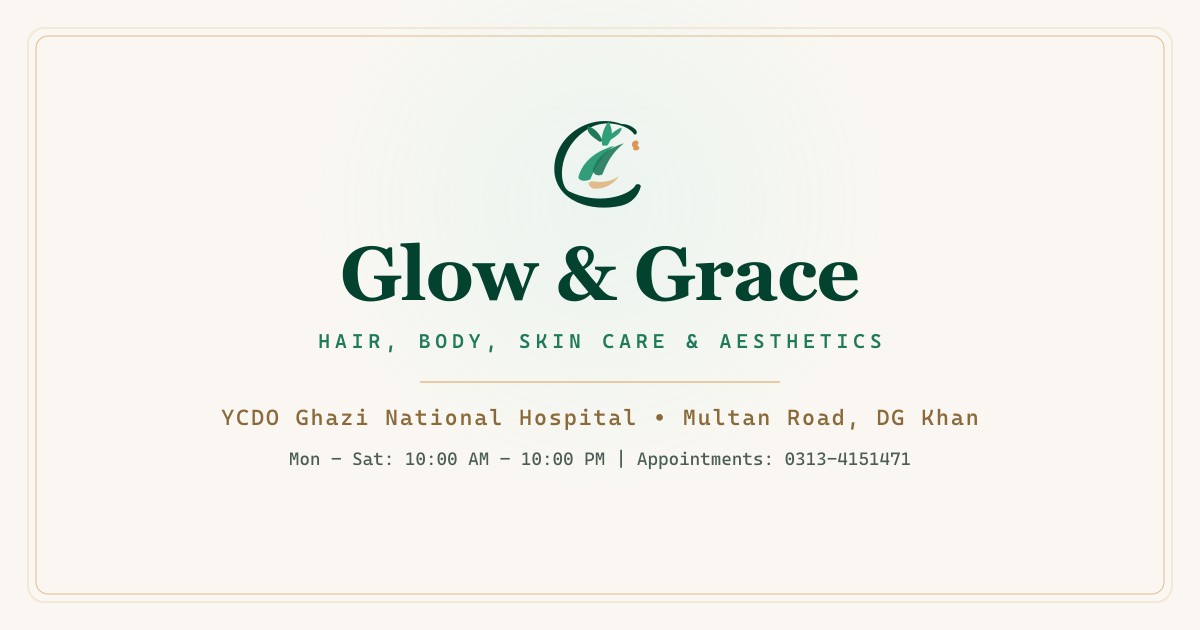 Glow & Grace
HAIR, BODY, SKIN CARE & AESTHETICS
YCDO Ghazi National Hospital • Multan Road, DG Khan
Mon – Sat: 10:00 AM – 10:00 PM | Appointments: 0313-4151471